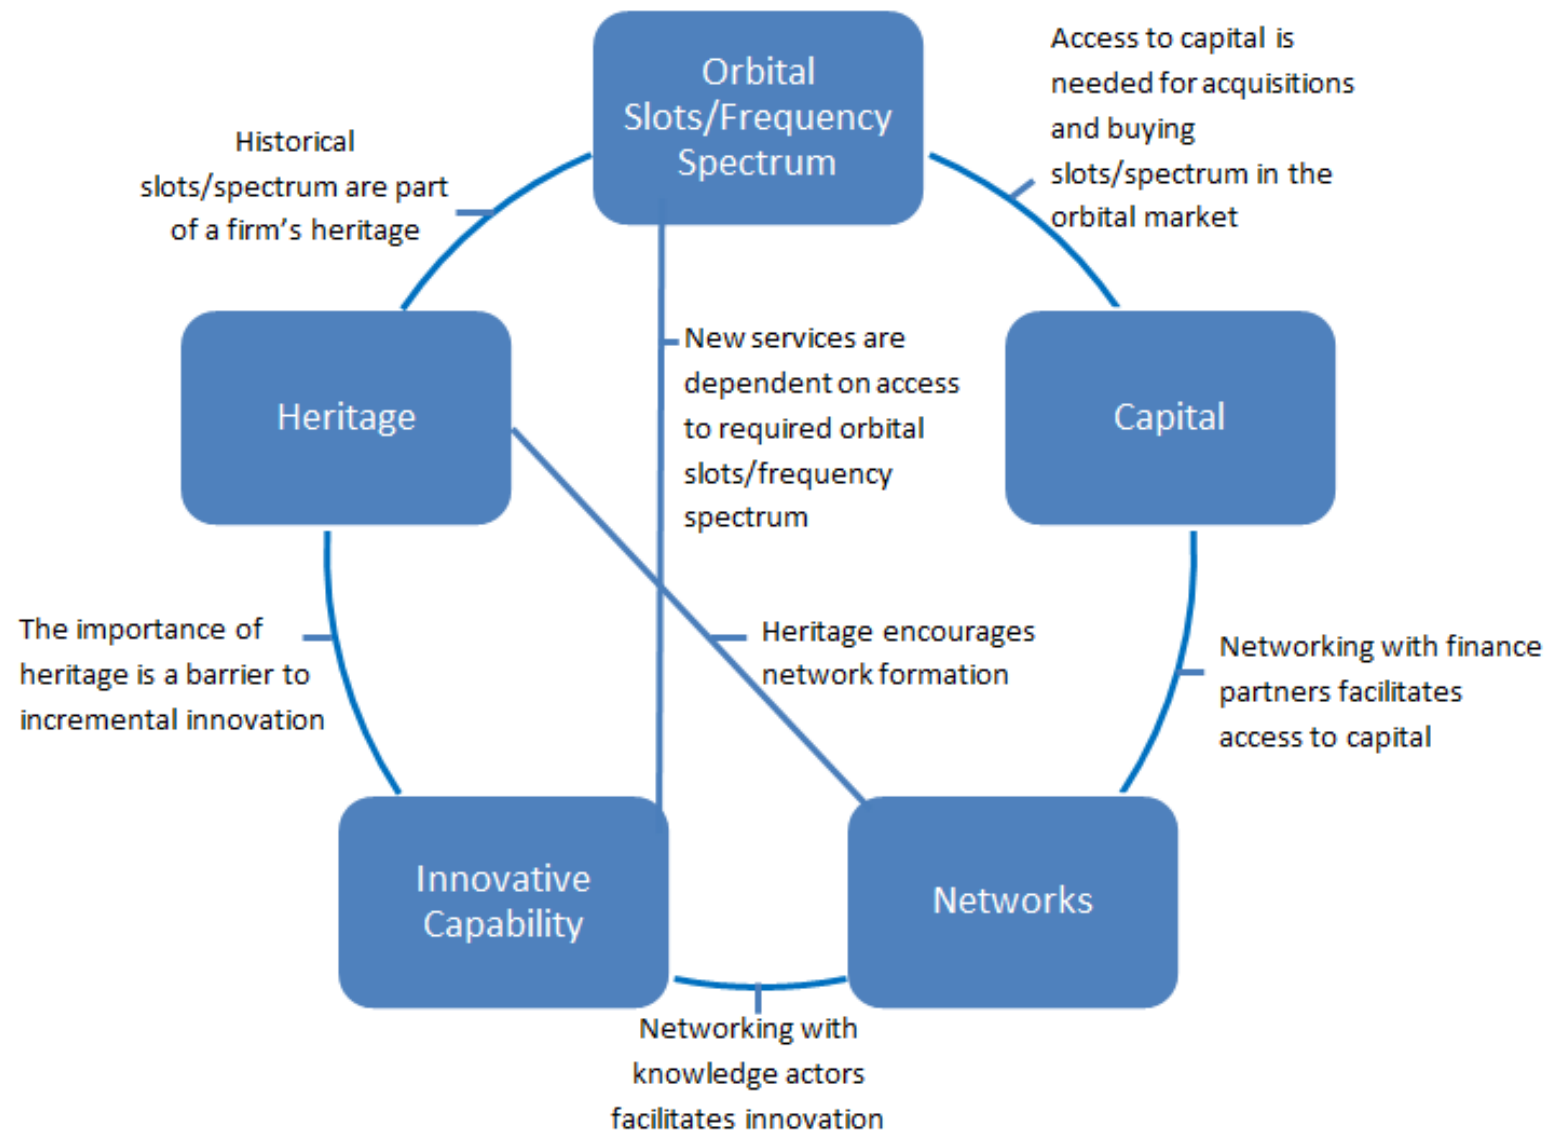 Orbital
Slots/Frequency
Spectrum
Access to capital is
needed for acquisitions
and buying
slots/spectrum in the
orbital market
Historical
slots/spectrum are part
of a firm’s heritage
Heritage
New services are
dependent on access
to required orbital
slots/frequency
spectrum
Capital
The importance of
heritage is a barrier to
incremental innovation
Heritage encourages
network formation
Networking with finance
partners facilitates
access to capital
Innovative
Capability
Networks
Networking with
knowledge actors
facilitates innovation